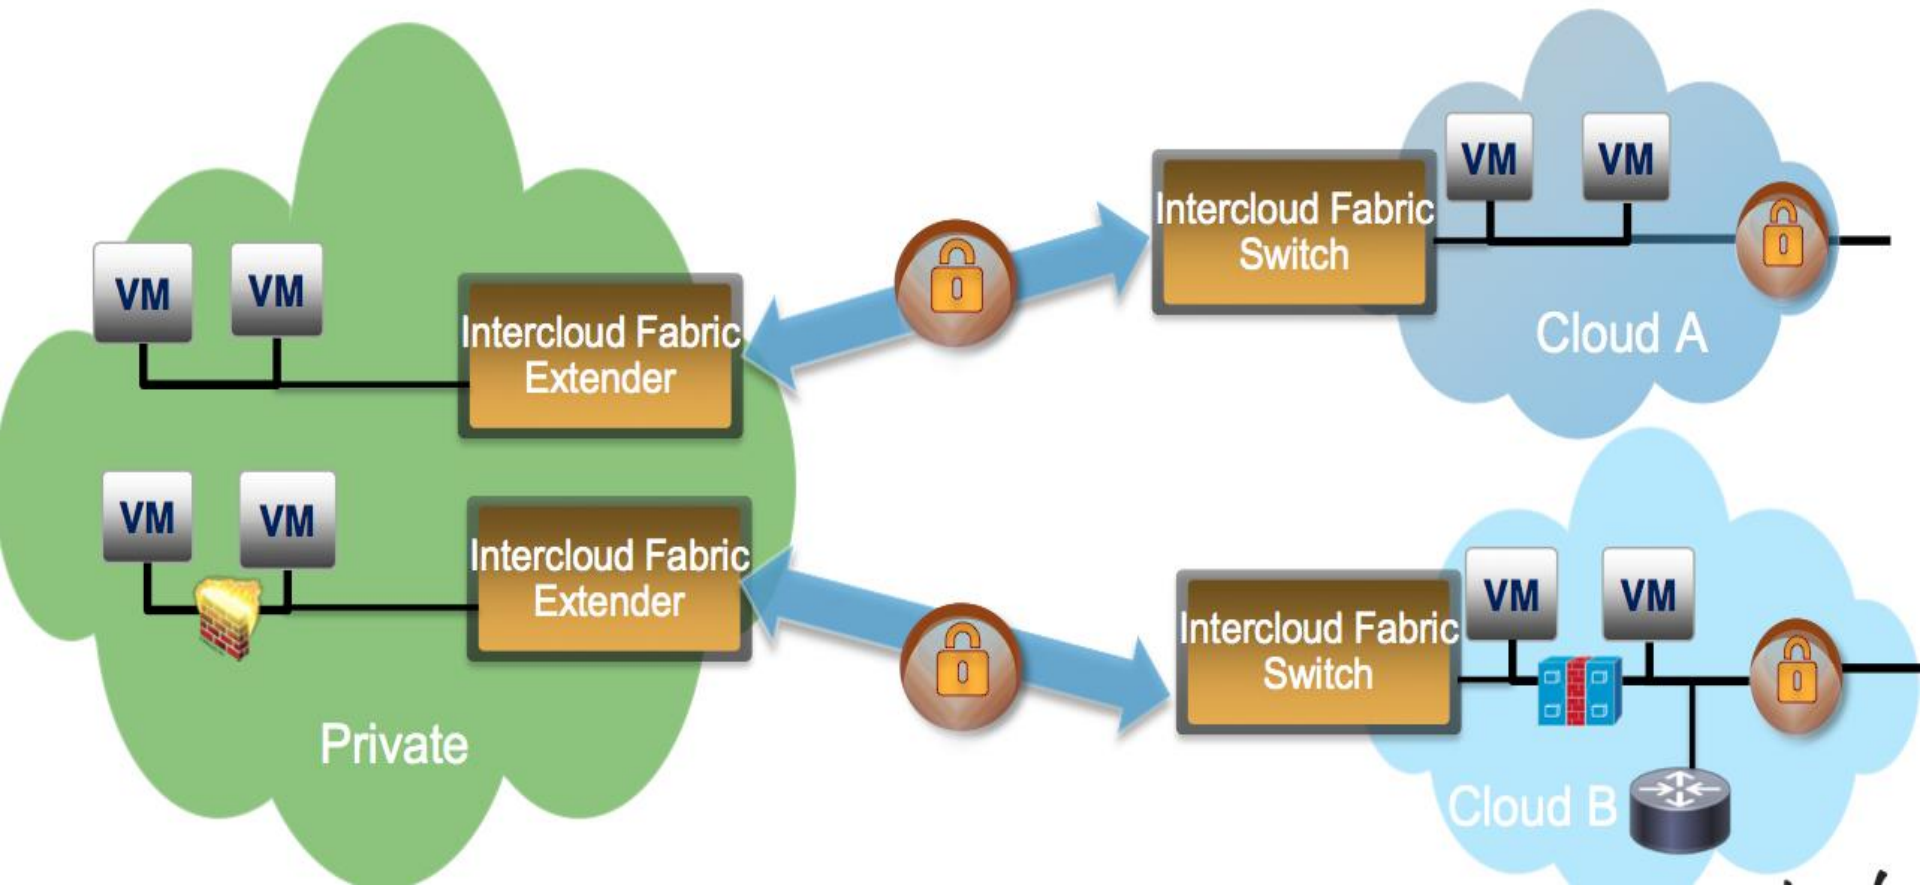 VM
VM
Intercloud Fabric
Extender
VM
VM
Intercloud Fabric
Extender
Private
Intercloud Fabric
Switch
VM
VM
Cloud A
Intercloud Fabric
Switch
VM
VM
Cloud B